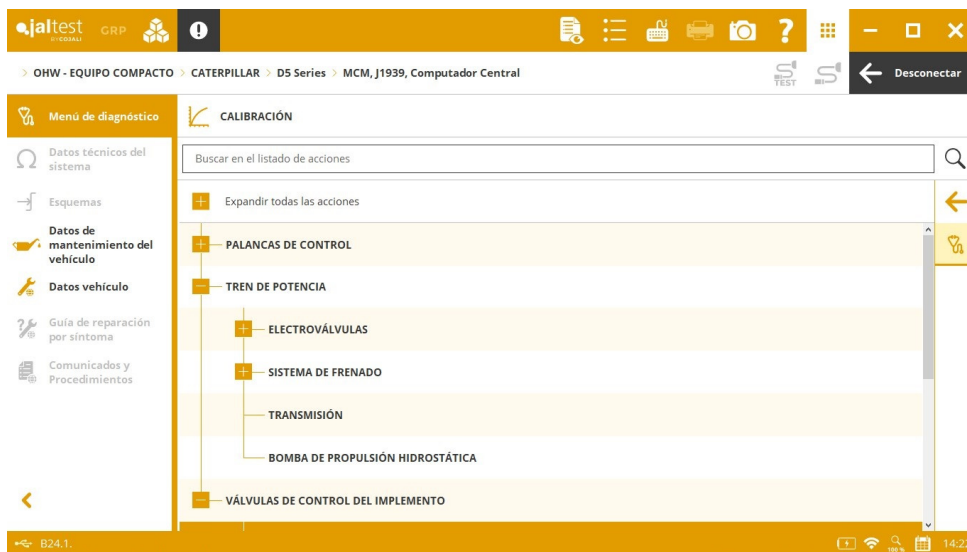 jaltest GRP
BY COJALI
> OHW - EQUIPO COMPACTO > CATERPILLAR > D5 Series > MCM, J1939, Computador Central
TEST
Desconectar
Menú de diagnóstico
CALIBRACIÓN
Datos técnicos del
sistema
Buscar en el listado de acciones
Esquemas
Expandir todas las acciones
Datos de
mantenimiento del
vehículo
PALANCAS DE CONTROL
Datos vehículo
TREN DE POTENCIA
Guía de reparación
por síntoma
ELECTROVÁLVULAS
Comunicados y
Procedimientos
SISTEMA DE FRENADO
TRANSMISIÓN
BOMBA DE PROPULSIÓN HIDROSTÁTICA
VÁLVULAS DE CONTROL DEL IMPLEMENTO
B24.1.
100 %